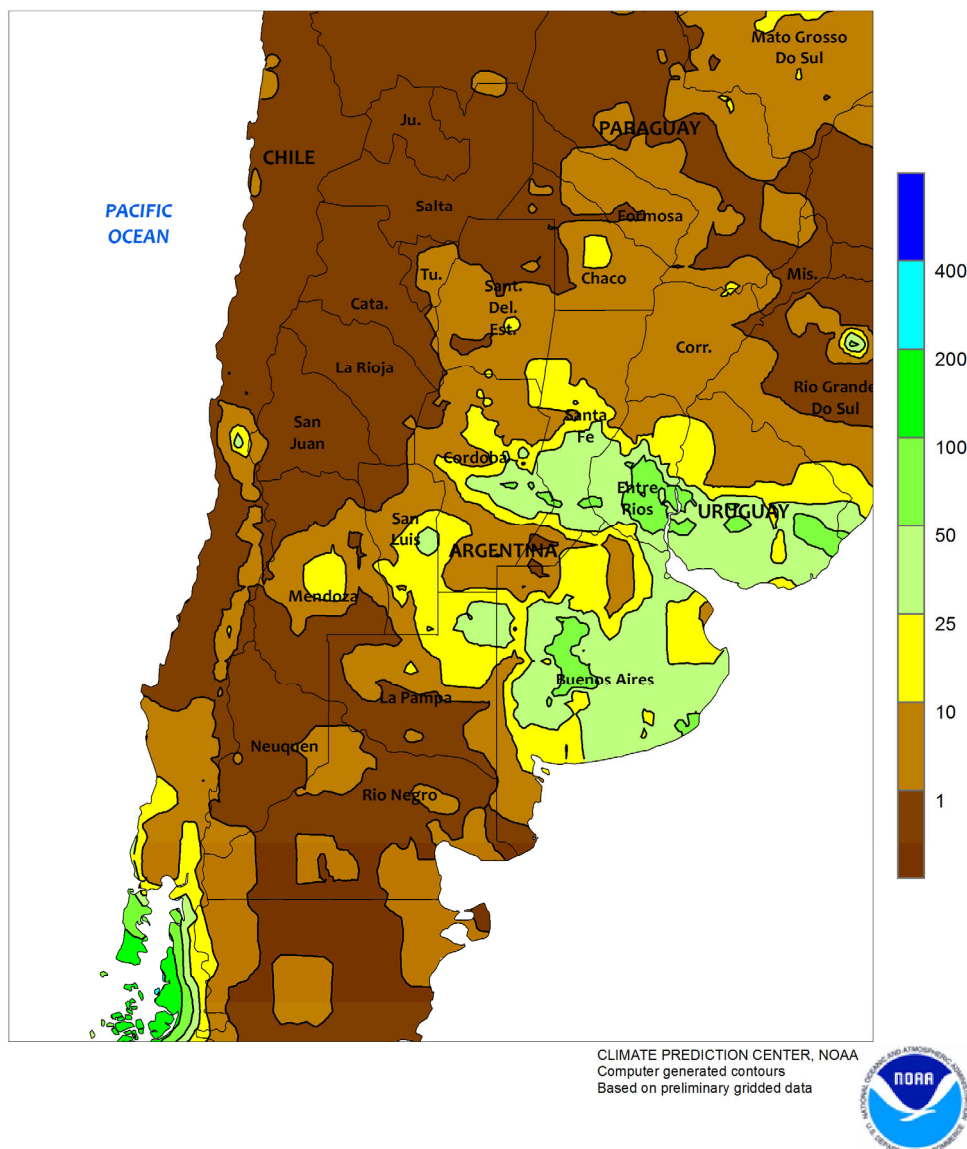 Mato Grosso
Do Sul
Ju.
PARAGUAY
CHILE
PACIFIC
OCEAN
Salta
Formosa
Tu.
Chaco
Mis.
Sant.
Del.
Est.
Cata.
Corr.
La Rioja
Rio Grande
Do Sul
San
Juan
Santa
Fe
Cordoba
Entre
Rios
URUGUAY
San
Luis
ARGENTINA
Mendoza
Buenos Aires
La Pampa
Neuquen
Rio Negro
400
200
100
50
25
10
1
CLIMATE PREDICTION CENTER, NOAA
Computer generated contours
Based on preliminary gridded data
NOAA